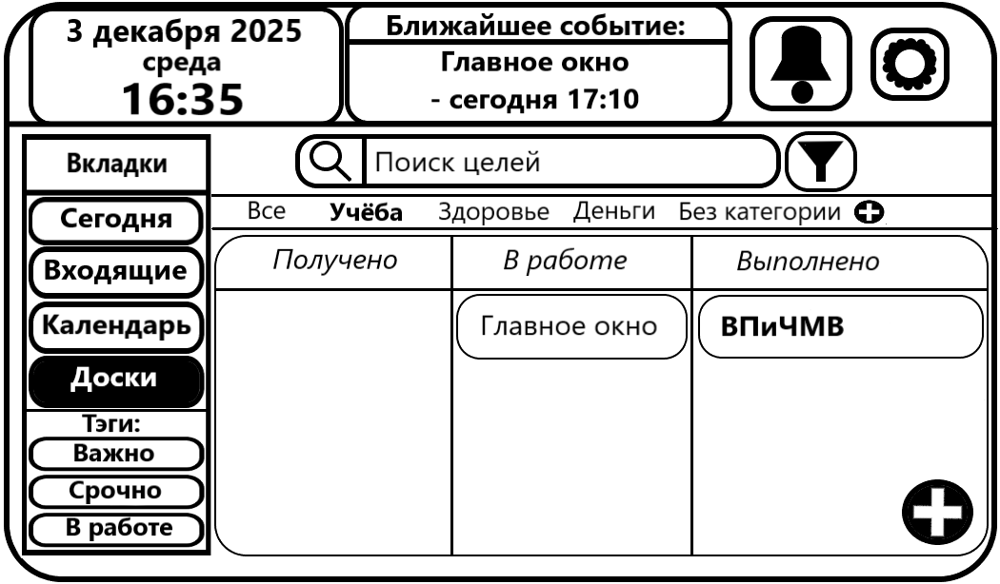 3 декабря 2025
среда
16:35
Ближайшее событие:
Главное окно
- сегодня 17:10
Вкладки
Сегодня
Входящие
Календарь
Доски
Тэги:
Важно
Срочно
В работе
Поиск целей
Все Учёба Здоровье Деньги Без категории
Получено В работе Выполнено
Главное окно ВПиЧМВ